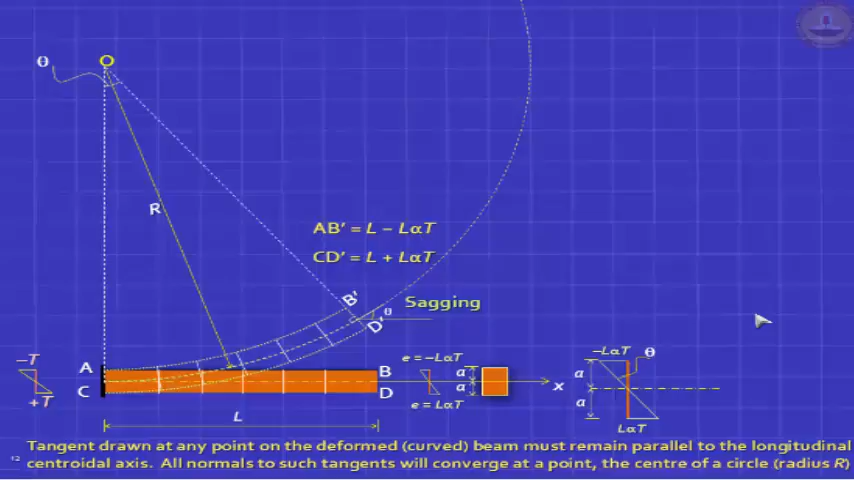 θ
O
R
AB′ = L – LαT
CD′ = L + LαT
B′
θ
D′
Sagging
–T
+T
A
B
C
D
e = –LαT
e = LαT
a
a
x
–LαT
θ
a
a
LαT
L
Tangent drawn at any point on the deformed (curved) beam must remain parallel to the longitudinal
12
centroidal axis. All normals to such tangents will converge at a point, the centre of a circle (radius R)